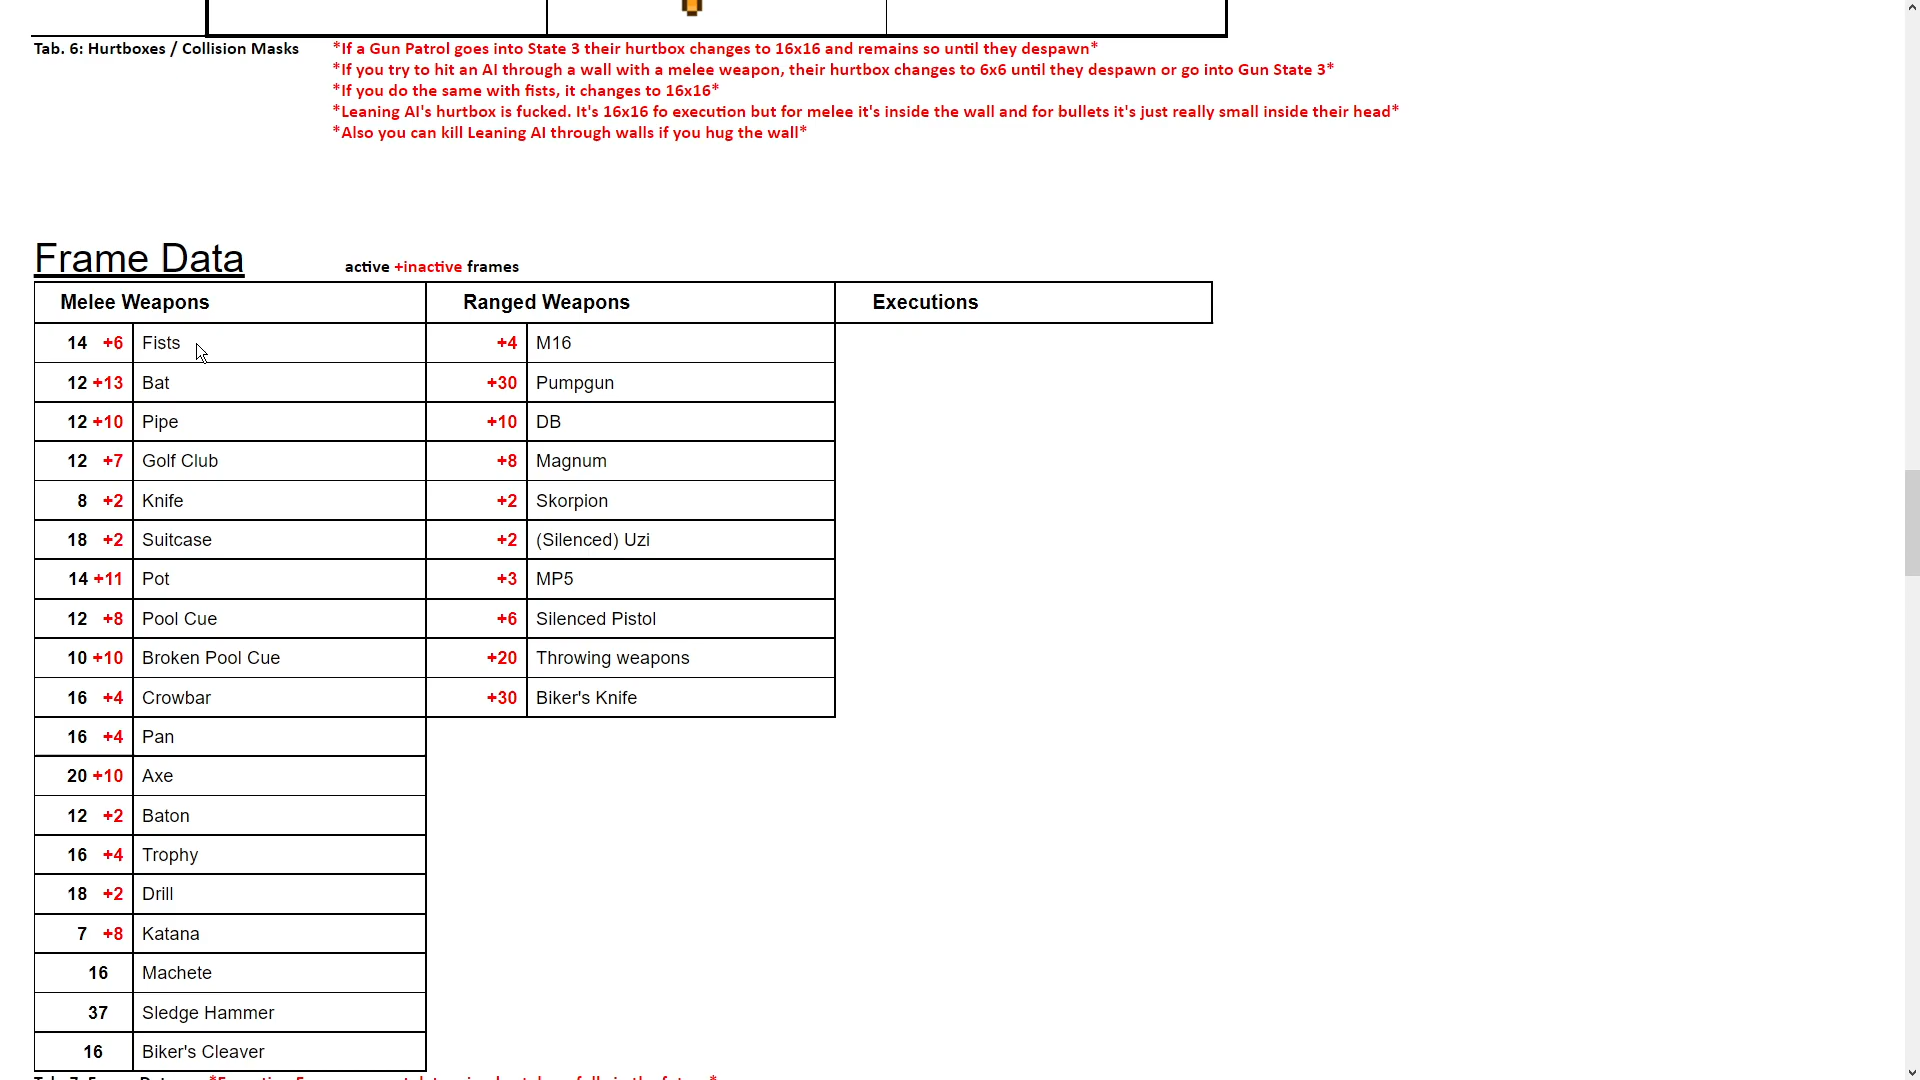 Tab. 6: Hurtboxes / Collision Masks
*If a Gun Patrol goes into State 3 their hurtbox changes to 16x16 and remains so until they despawn*
*If you try to hit an AI through a wall with a melee weapon, their hurtbox changes to 6x6 until they despawn or go into Gun State 3*
*If you do the same with fists, it changes to 16x16*
*Leaning AI's hurtbox is fucked. It's 16x16 fo execution but for melee it's inside the wall and for bullets it's just really small inside their head*
*Also you can kill Leaning AI through walls if you hug the wall*
Frame Data
active +inactive frames
Melee Weapons Ranged Weapons Executions
14 +6 Fists +4 M16
12 +13 Bat +30 Pumpgun
12 +10 Pipe +10 DB
12 +7 Golf Club +8 Magnum
8 +2 Knife +2 Skorpion
18 +2 Suitcase +2 (Silenced) Uzi
14 +11 Pot +3 MP5
12 +8 Pool Cue +6 Silenced Pistol
10 +10 Broken Pool Cue +20 Throwing weapons
16 +4 Crowbar +30 Biker's Knife
16 +4 Pan
20 +10 Axe
12 +2 Baton
16 +4 Trophy
18 +2 Drill
7 +8 Katana
16 Machete
37 Sledge Hammer
16 Biker's Cleaver